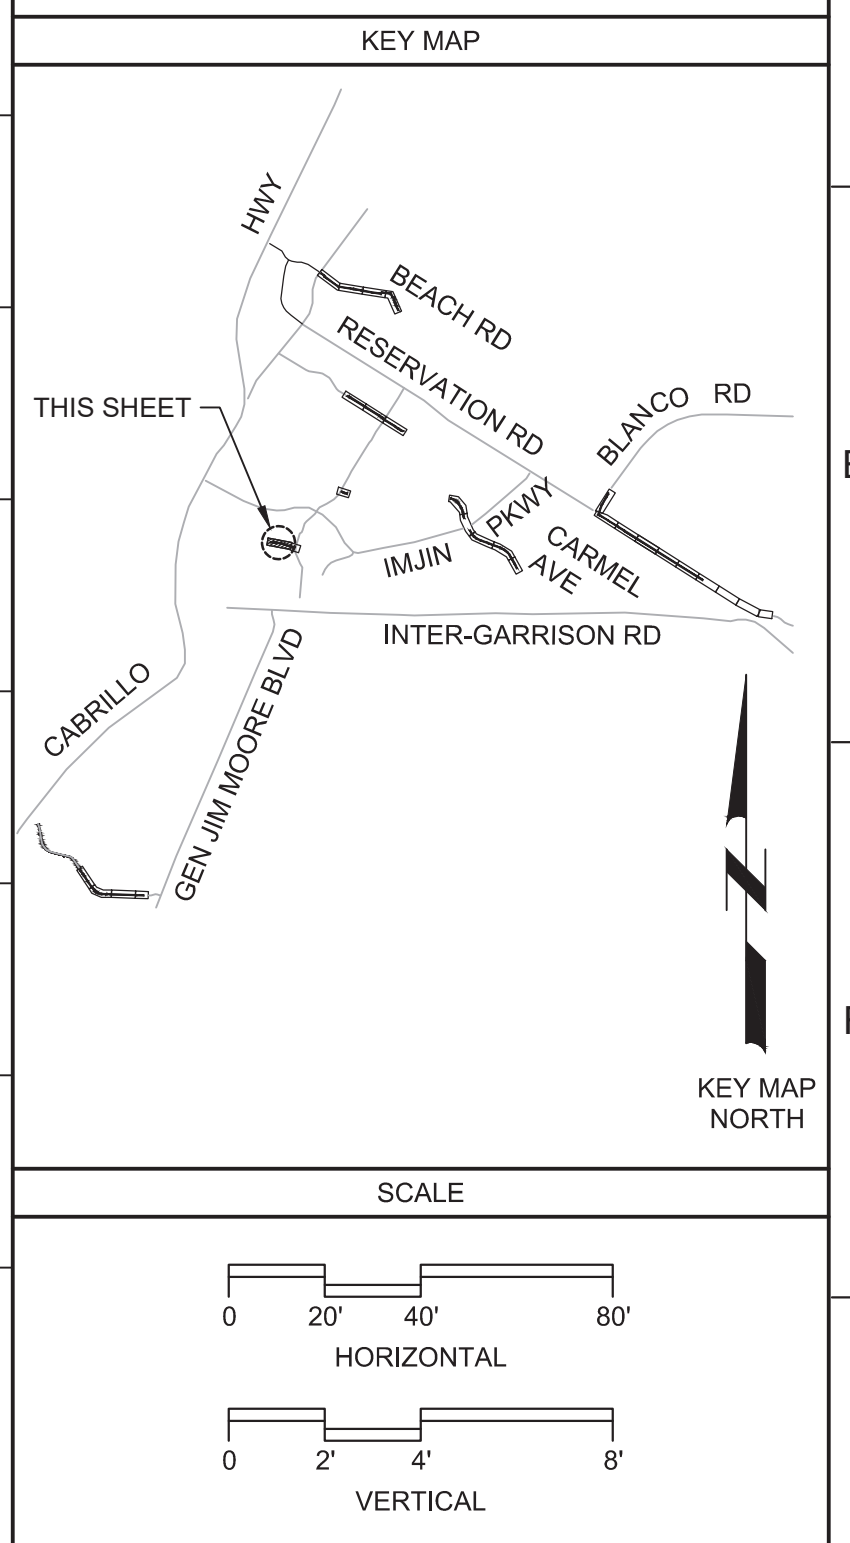 KEY MAP
HWY
BEACH RD
RESERVATION RD
THIS SHEET
BLANCO RD
PKWY
CARMEL
AVE
IMJIN
INTER-GARRISON RD
CABRILLO
GEN JIM MOORE BLVD
KEY MAP
NORTH
SCALE
0 20' 40' 80'
HORIZONTAL
0 2' 4' 8'
VERTICAL